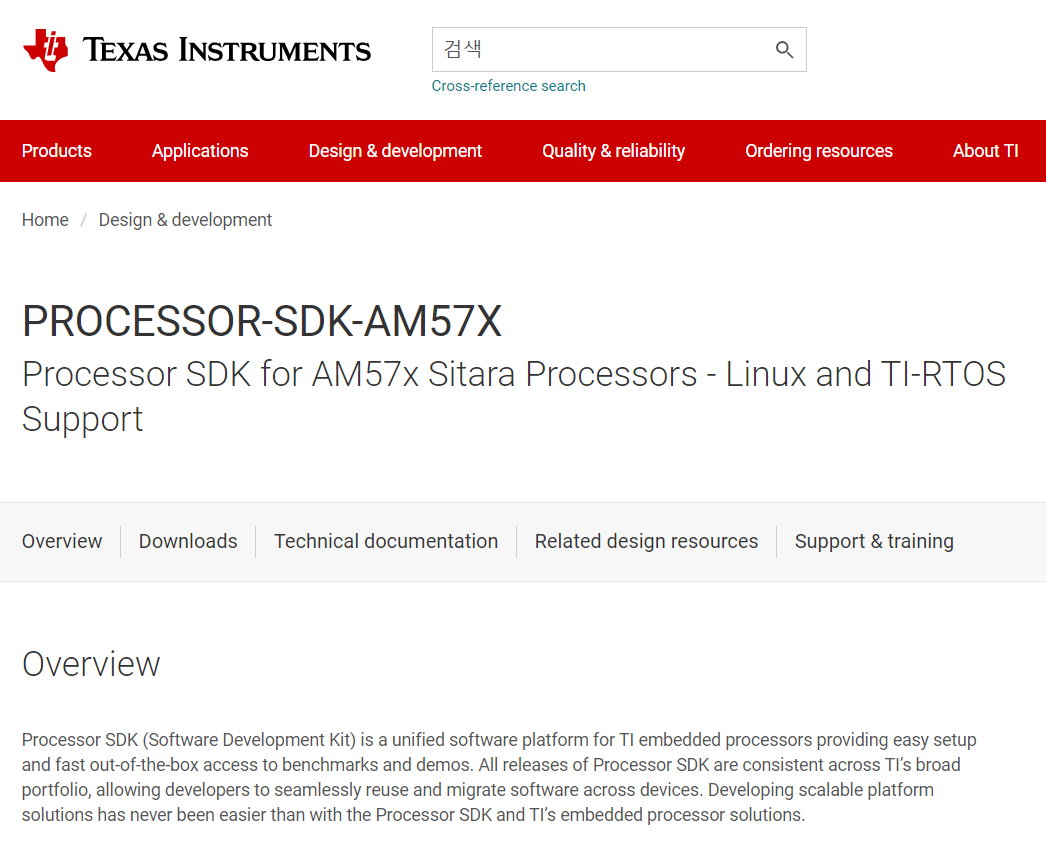 TEXAS INSTRUMENTS
검색
Cross-reference search
Products Applications Design & development Quality & reliability Ordering resources About TI
Home / Design & development
PROCESSOR-SDK-AM57X
Processor SDK for AM57x Sitara Processors - Linux and TI-RTOS
Support
Overview Downloads Technical documentation Related design resources Support & training
Overview
Processor SDK (Software Development Kit) is a unified software platform for TI embedded processors providing easy setup
and fast out-of-the-box access to benchmarks and demos. All releases of Processor SDK are consistent across TI’s broad
portfolio, allowing developers to seamlessly reuse and migrate software across devices. Developing scalable platform
solutions has never been easier than with the Processor SDK and TI’s embedded processor solutions.